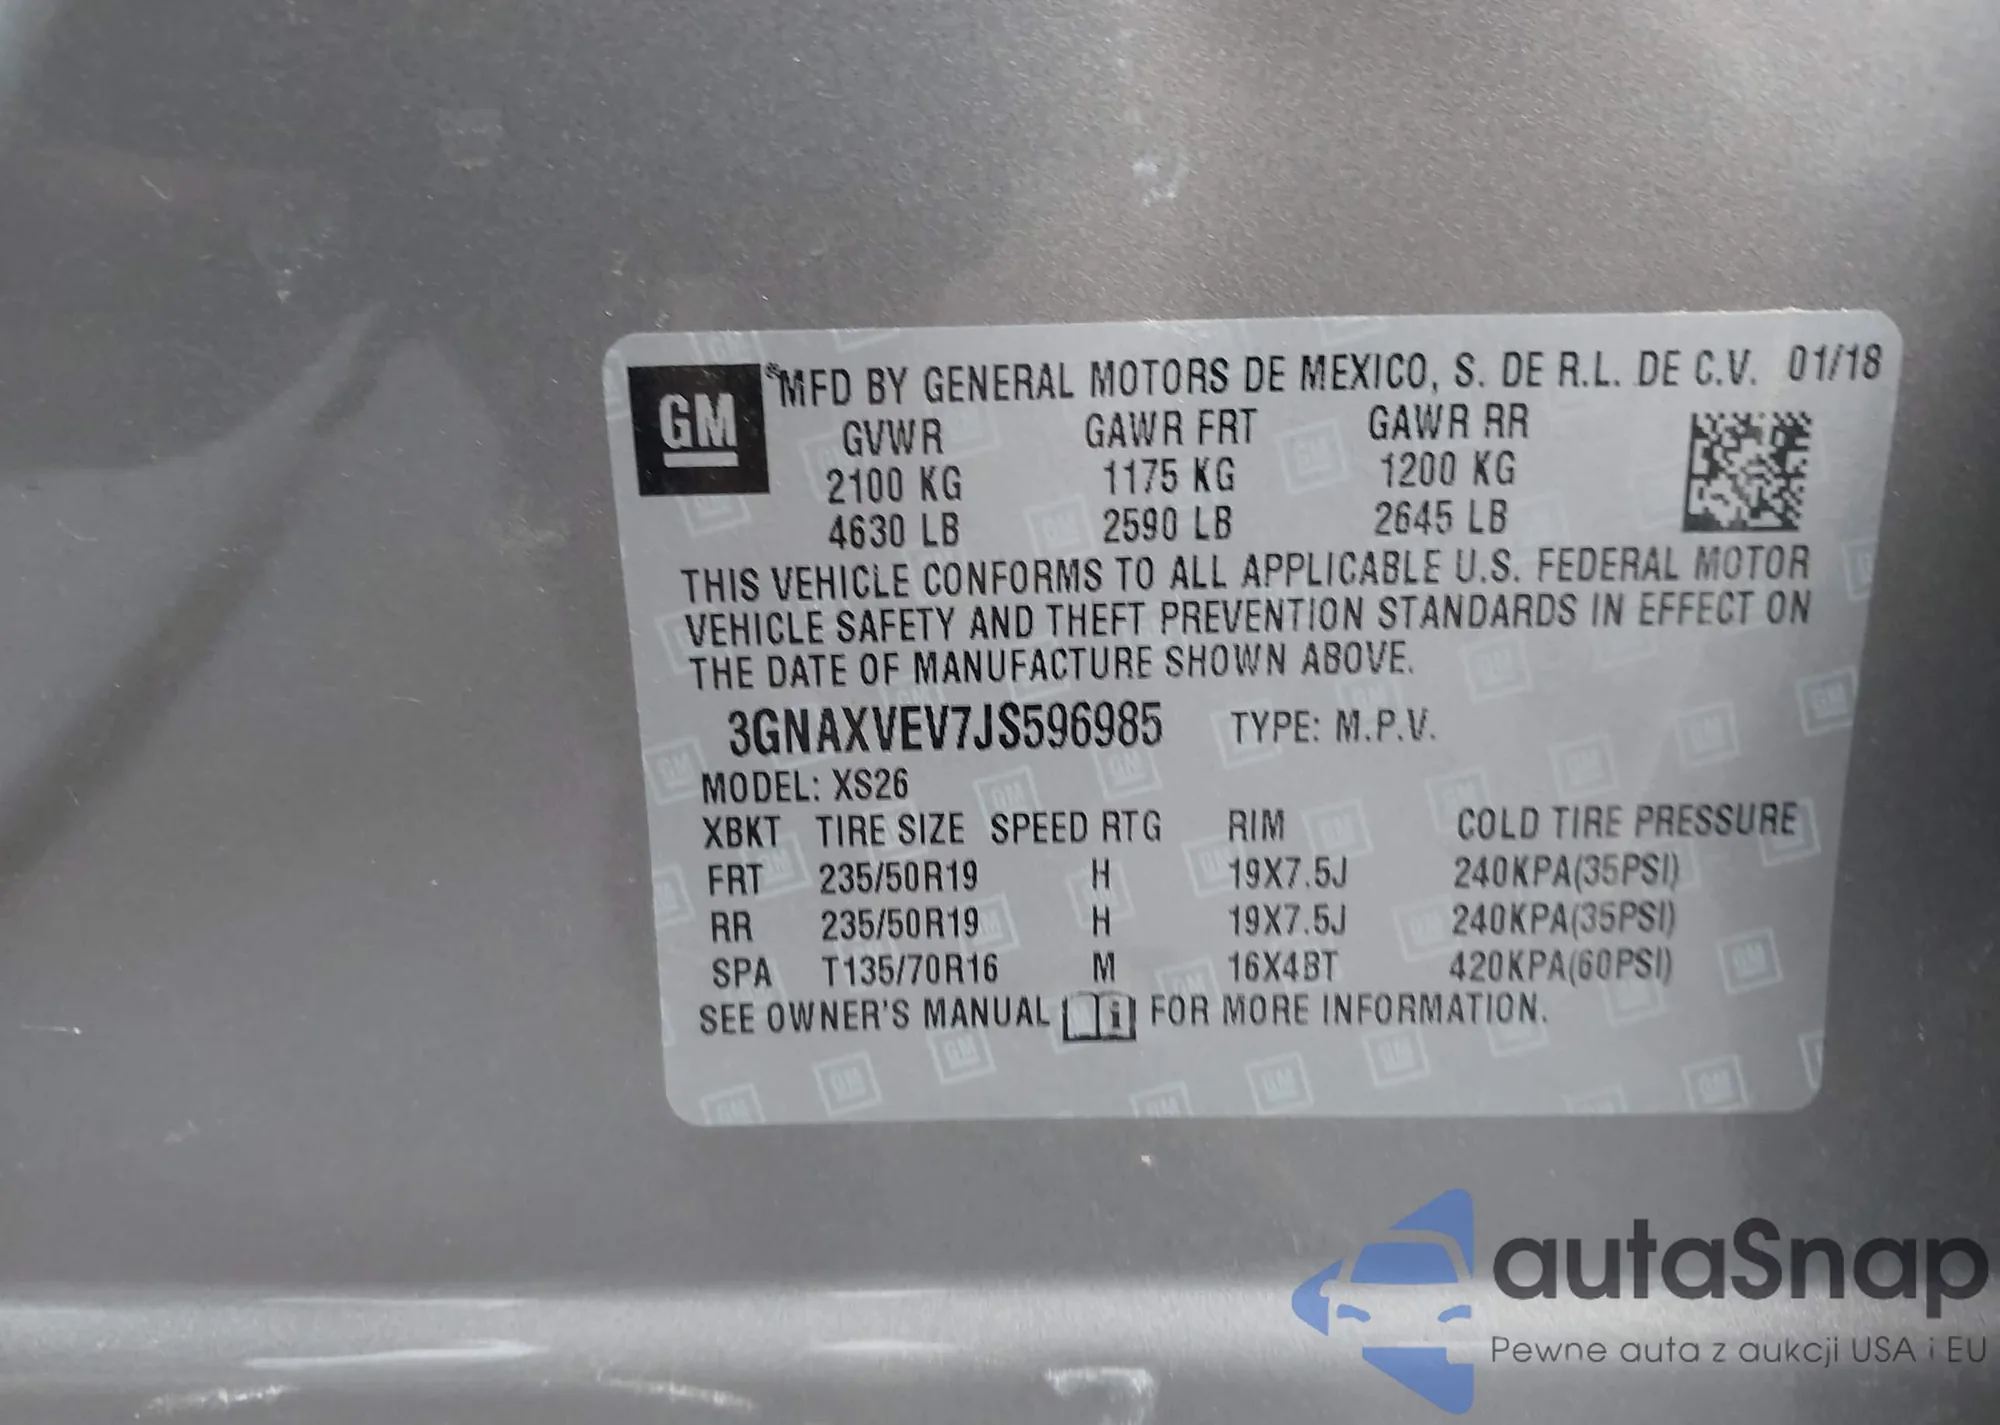 GM ® MFD BY GENERAL MOTORS DE MEXICO, S. DE R.L. DE C.V. 01/18
GVWR GAWR FRT GAWR RR
2100 KG 1175 KG 1200 KG
4630 LB 2590 LB 2645 LB
THIS VEHICLE CONFORMS TO ALL APPLICABLE U.S. FEDERAL MOTOR
VEHICLE SAFETY AND THEFT PREVENTION STANDARDS IN EFFECT ON
THE DATE OF MANUFACTURE SHOWN ABOVE.
3GNAXVEV7JS596985 TYPE: M.P.V.
MODEL: XS26
XBKT TIRE SIZE SPEED RTG RIM COLD TIRE PRESSURE
FRT 235/50R19 H 19X7.5J 240KPA(35PSI)
RR 235/50R19 H 19X7.5J 240KPA(35PSI)
SPA T135/70R16 M 16X4BT 420KPA(60PSI)
SEE OWNER'S MANUAL i FOR MORE INFORMATION.
autaSnap
Pewne auta z aukcji USA i EU